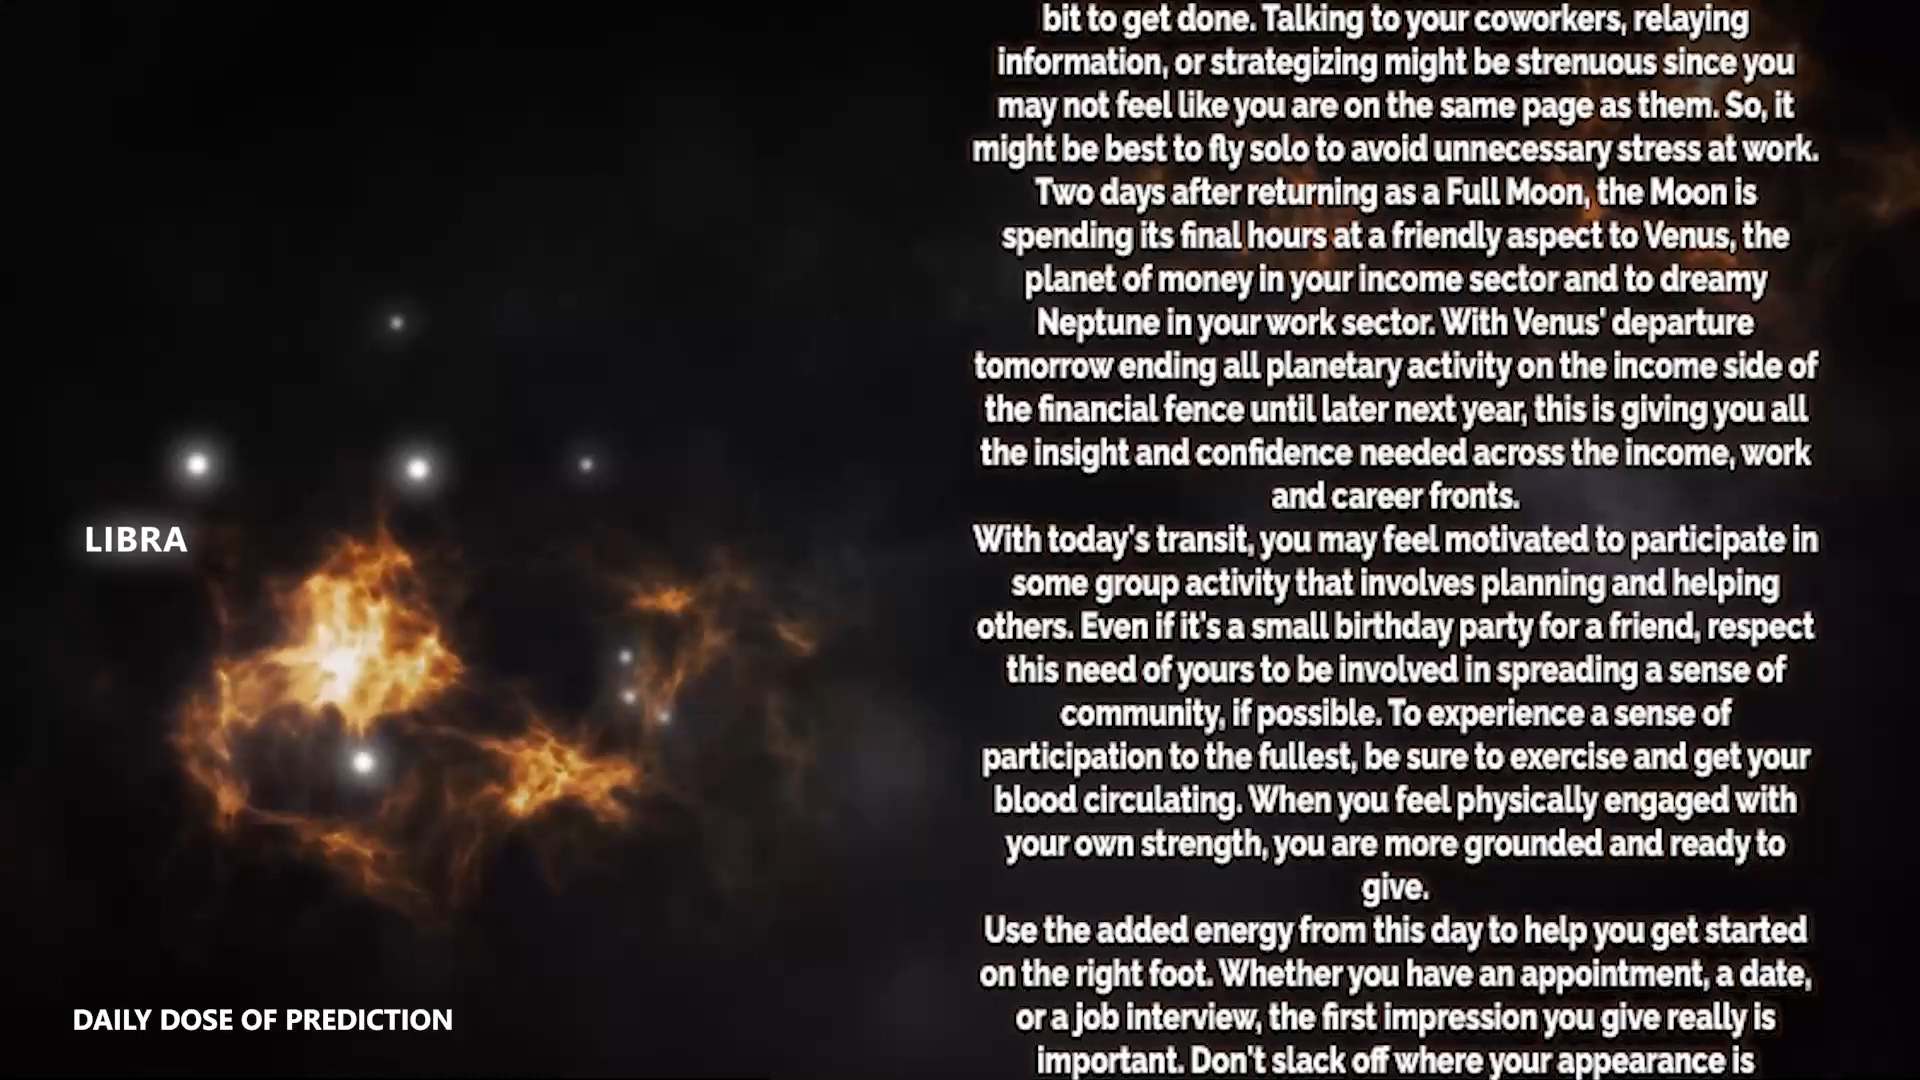 bit to get done. Talking to your coworkers, relaying
information, or strategizing might be strenuous since you
may not feel like you are on the same page as them. So, it
might be best to fly solo to avoid unnecessary stress at work.
Two days after returning as a Full Moon, the Moon is
spending its final hours at a friendly aspect to Venus, the
planet of money in your income sector and to dreamy
Neptune in your work sector. With Venus' departure
tomorrow ending all planetary activity on the income side of
the financial fence until later next year, this is giving you all
the insight and confidence needed across the income, work
and career fronts.
With today's transit, you may feel motivated to participate in
some group activity that involves planning and helping
others. Even if it's a small birthday party for a friend, respect
this need of yours to be involved in spreading a sense of
community, if possible. To experience a sense of
participation to the fullest, be sure to exercise and get your
blood circulating. When you feel physically engaged with
your own strength, you are more grounded and ready to
give.
Use the added energy from this day to help you get started
on the right foot. Whether you have an appointment, a date,
or a job interview, the first impression you give really is
important. Don't slack off where your appearance is
LIBRA
DAILY DOSE OF PREDICTION